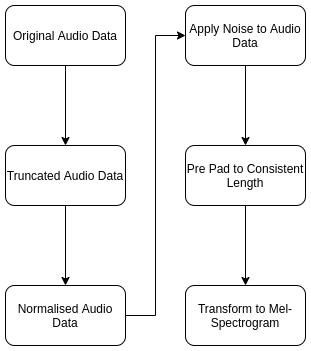 Original Audio Data
Truncated Audio Data
Normalised Audio
Data
Apply Noise to Audio
Data
Pre Pad to Consistent
Length
Transform to Mel-
Spectrogram